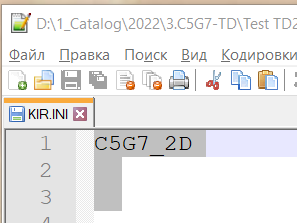 D:\1_Catalog\2022\3.C5G7-TD\Test TD2
Файл Правка Поиск Вид Кодировки
KIR.INI
1 C5G7_2D
2
3